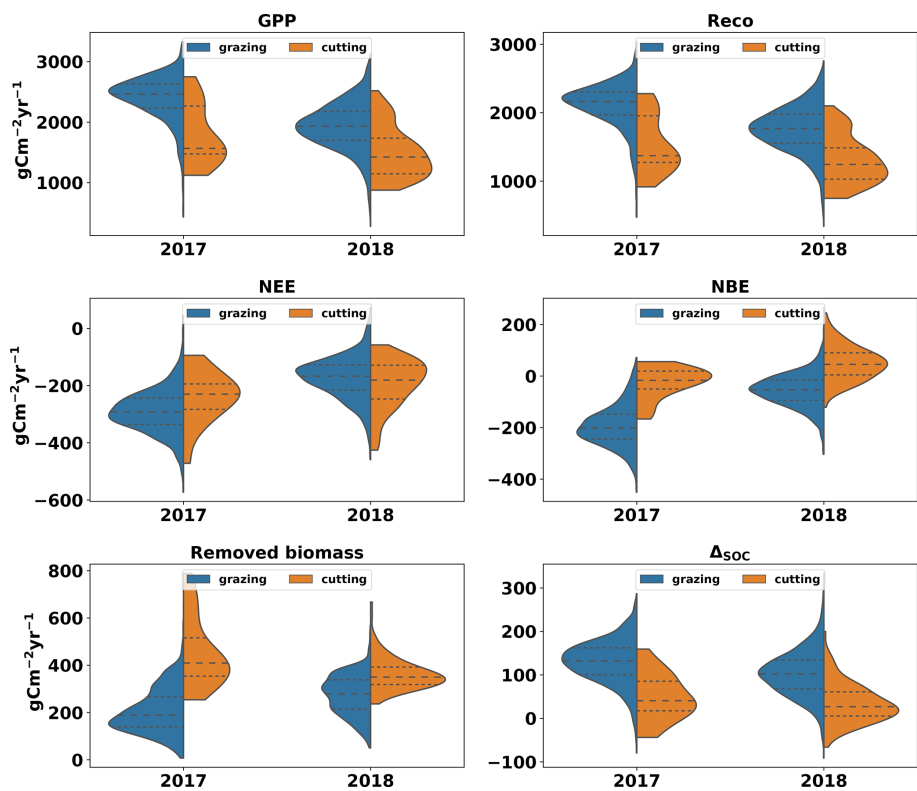 GPP
grazing cutting
3000
2000
1000
gCm−2yr−1
2017 2018
Reco
grazing cutting
3000
2000
1000
2017 2018
NEE
grazing cutting
0
−200
−400
−600
gCm−2yr−1
2017 2018
NBE
grazing cutting
200
0
−200
−400
2017 2018
Removed biomass
grazing cutting
800
600
400
200
0
gCm−2yr−1
2017 2018
ΔSOC
grazing cutting
300
200
100
0
−100
2017 2018